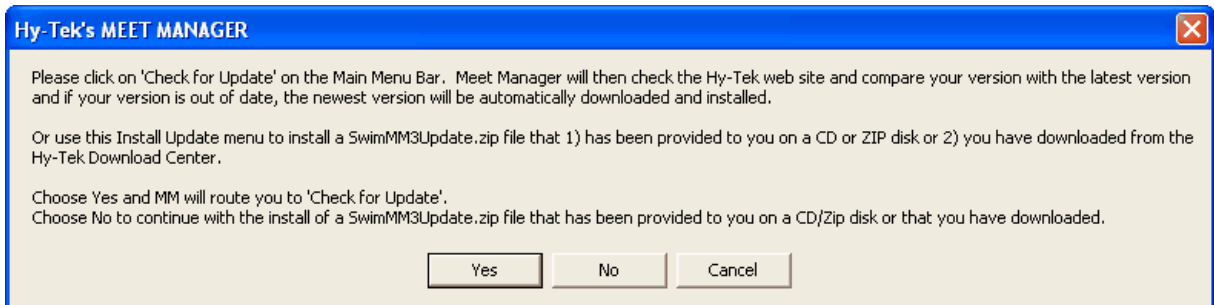 Hy-Tek's MEET MANAGER
Please click on 'Check for Update' on the Main Menu Bar.  Meet Manager will then check the Hy-Tek web site and compare your version with the latest version
and if your version is out of date, the newest version will be automatically downloaded and installed.
Or use this Install Update menu to install a SwimMM3Update.zip file that 1) has been provided to you on a CD or ZIP disk or 2) you have downloaded from the
Hy-Tek Download Center.
Choose Yes and MM will route you to 'Check for Update'.
Choose No to continue with the install of a SwimMM3Update.zip file that has been provided to you on a CD/Zip disk or that you have downloaded.
Yes No Cancel